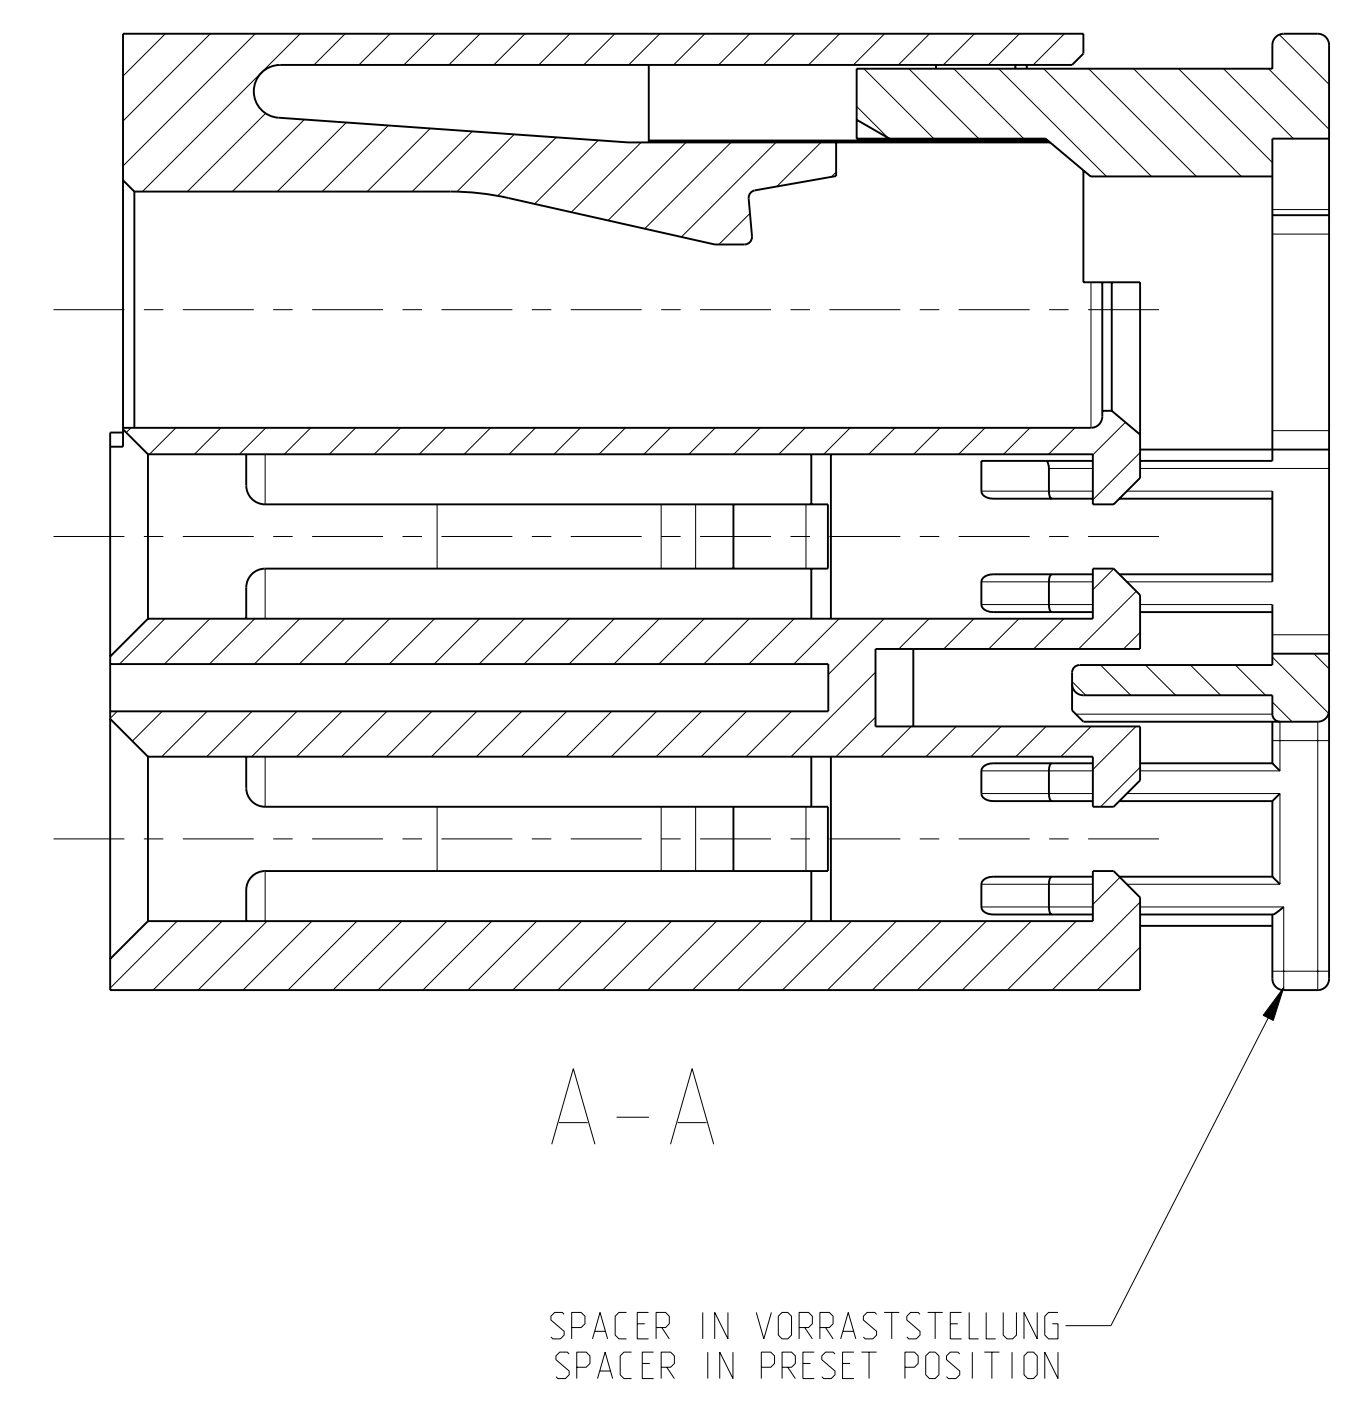 A-A
SPACER IN VORRASTSTELLUNG
SPACER IN PRESET POSITION